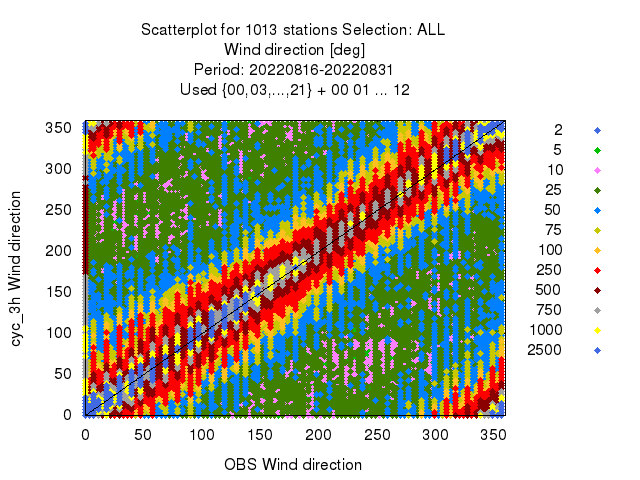 Scatterplot for 1013 stations Selection: ALL
Wind direction [deg]
Period: 20220816-20220831
Used {00,03,...,21} + 00 01 ... 12
cyc_3h Wind direction
350
300
250
200
150
100
50
0
0 50 100 150 200 250 300 350
OBS Wind direction
2
5
10
25
50
75
100
250
500
750
1000
2500